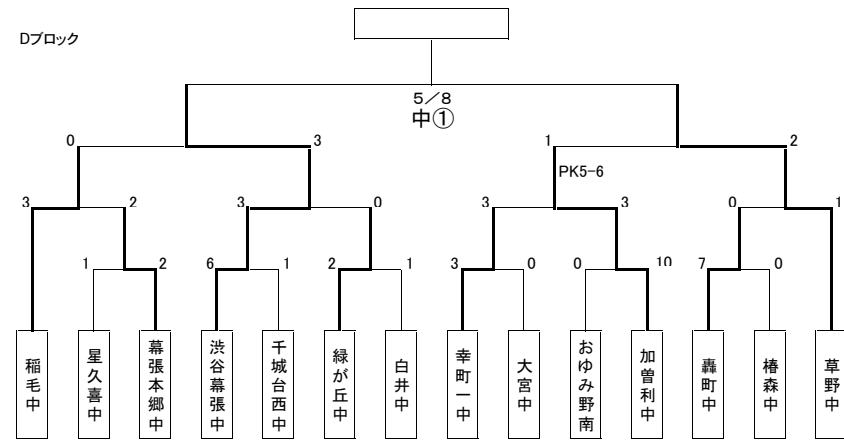 Dブロック
5／8
中①
0
3
1
2
PK5-6
3
2
3
0
3
3
0
1
1
2
6
1
2
1
3
0
0
10
7
0
稲毛中
星久喜中
幕張本郷中
渋谷幕張中
千城台西中
緑が丘中
白井中
幸町一中
大宮中
おゆみ野南
加曽利中
轟町中
椿森中
草野中